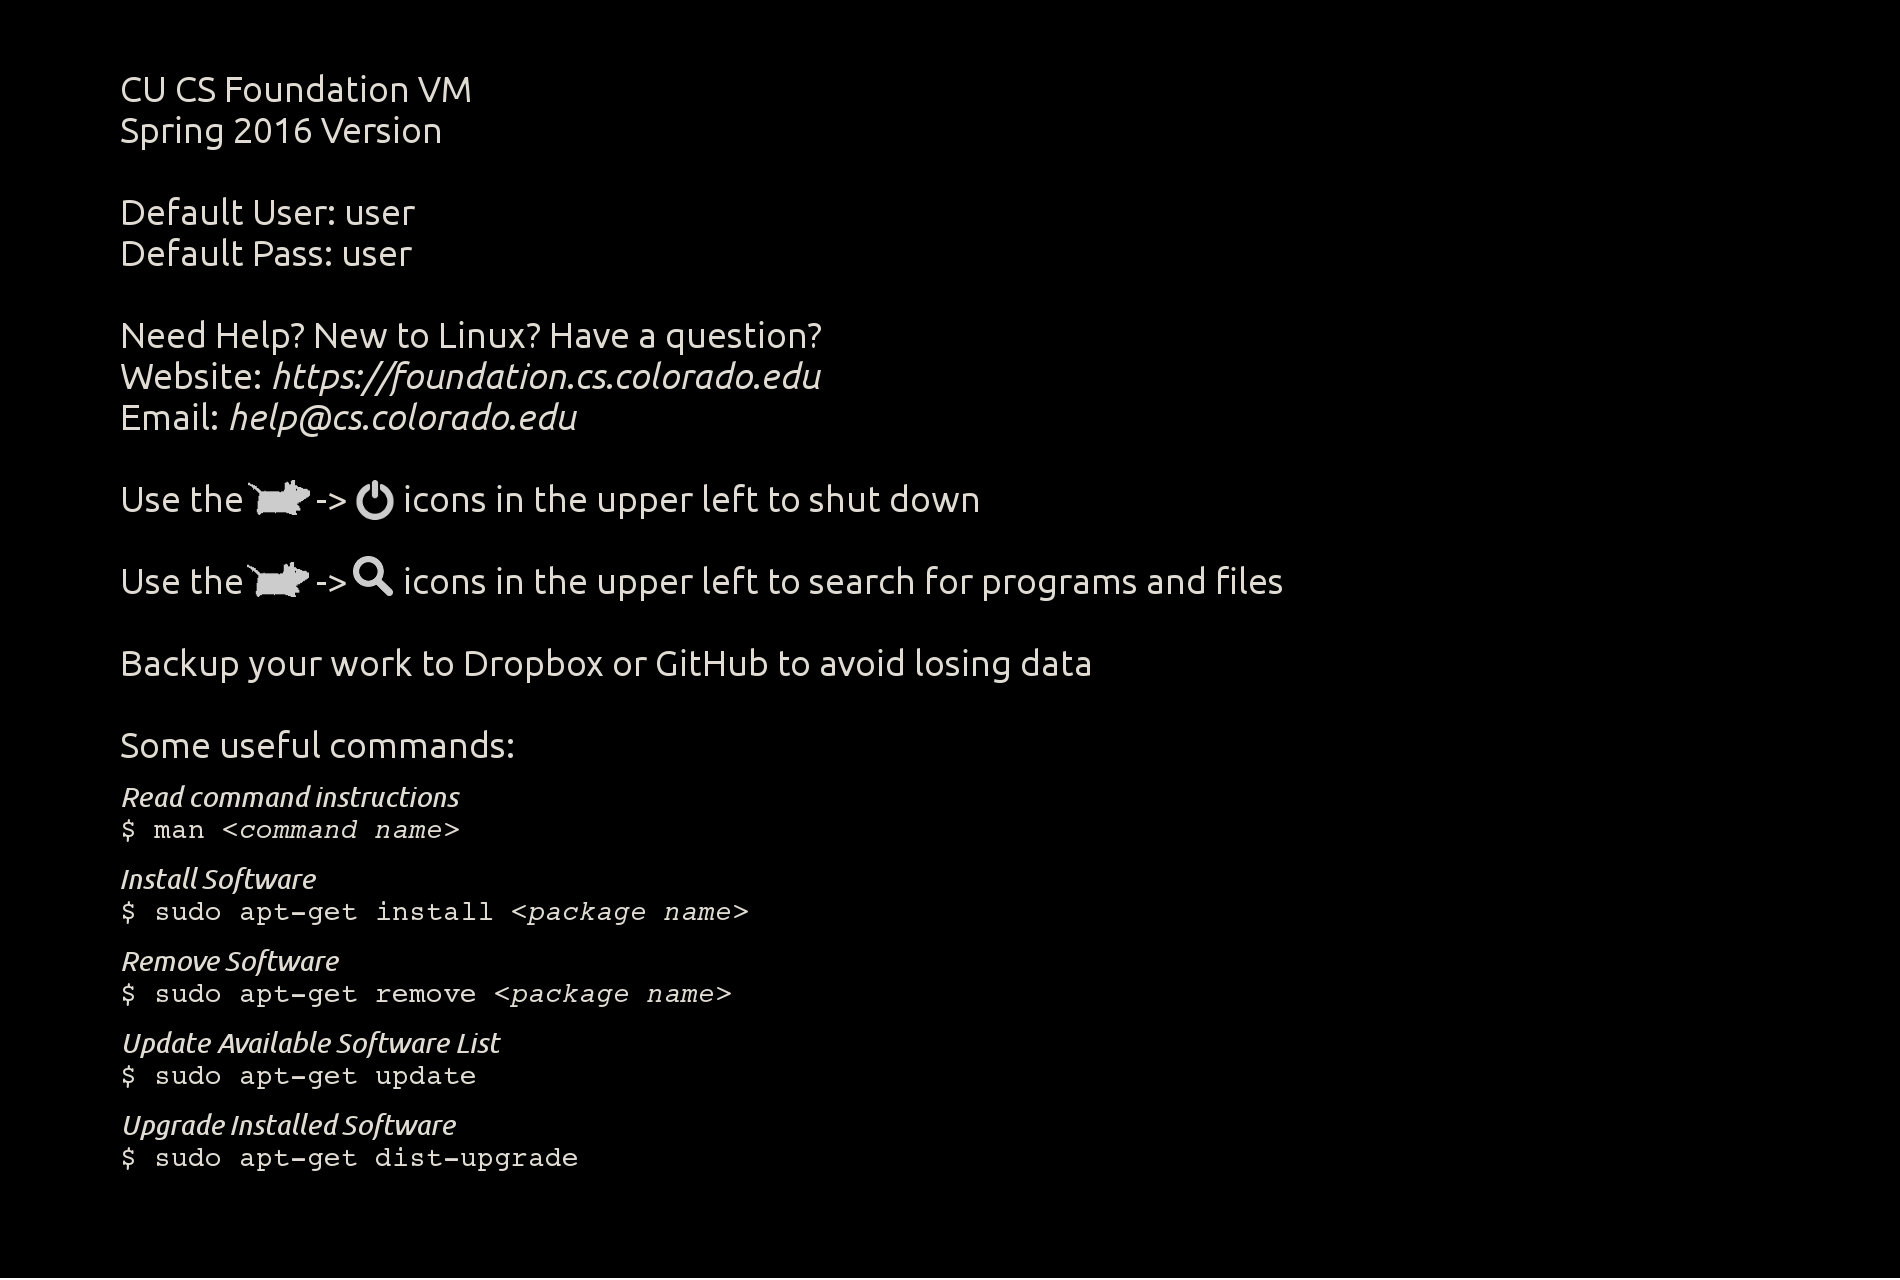 CU CS Foundation VM
Spring 2016 Version
Default User: user
Default Pass: user
Need Help? New to Linux? Have a question?
Website: https://foundation.cs.colorado.edu
Email: help@cs.colorado.edu
Use the -> icons in the upper left to shut down
Use the -> icons in the upper left to search for programs and files
Backup your work to Dropbox or GitHub to avoid losing data
Some useful commands:
Read command instructions
$ man <command name>
Install Software
$ sudo apt-get install <package name>
Remove Software
$ sudo apt-get remove <package name>
Update Available Software List
$ sudo apt-get update
Upgrade Installed Software
$ sudo apt-get dist-upgrade